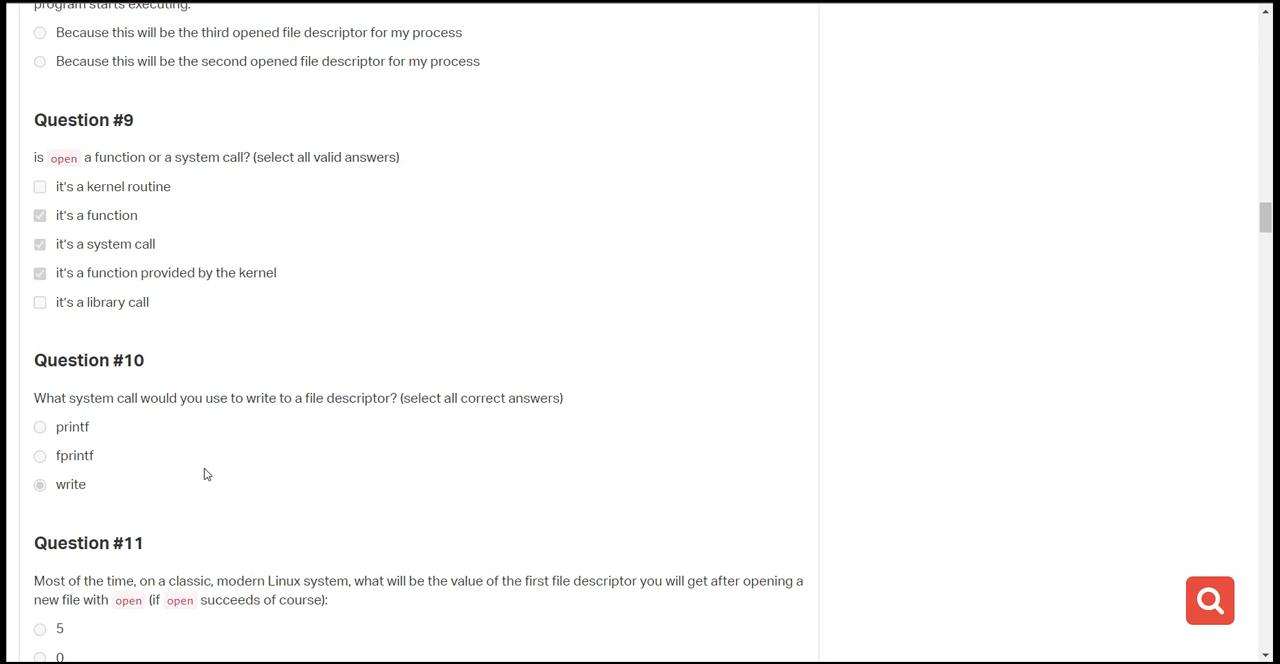 program starts executing.
Because this will be the third opened file descriptor for my process
Because this will be the second opened file descriptor for my process
Question #9
is open a function or a system call? (select all valid answers)
it's a kernel routine
it's a function
it's a system call
it's a function provided by the kernel
it's a library call
Question #10
What system call would you use to write to a file descriptor? (select all correct answers)
printf
fprintf
write
Question #11
Most of the time, on a classic, modern Linux system, what will be the value of the first file descriptor you will get after opening a
new file with open (if open succeeds of course):
5
0